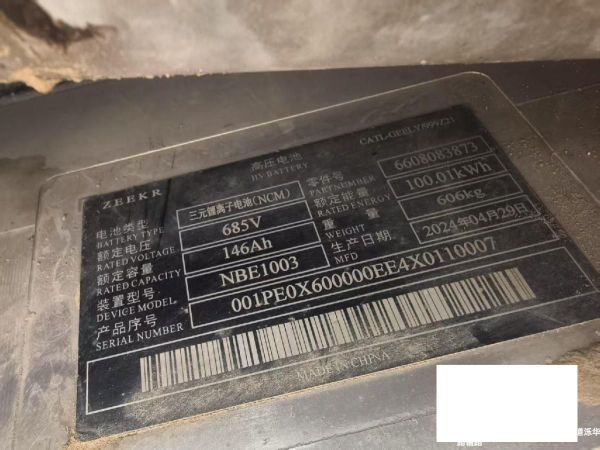 ZEEKR
高压电池
HV BATTERY
电池类型
BATTERY TYPE
三元锂离子电池(NCM)
额定电压
RATED VOLTAGE
685V
额定容量
RATED CAPACITY
146Ah
装置型号
DEVICE MODEL
NBE1003
产品序号
SERIAL NUMBER
001PE0X600000EE4X0110007
零件号
PART NUMBER
6608083873
额定能量
RATED ENERGY
100.01kWh
重量
WEIGHT
606kg
生产日期
MFD
2024年04月29日
MADE IN CHINA